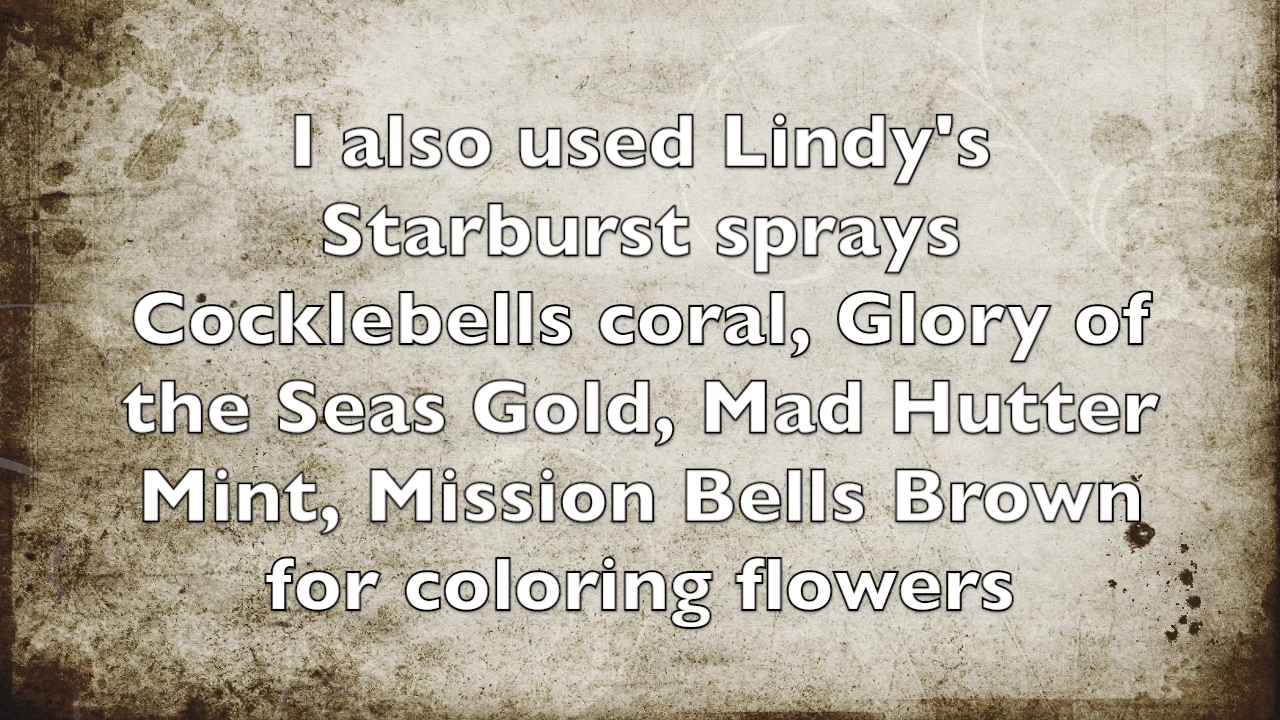 I also used Lindy's
Starburst sprays
Cocklebells coral, Glory of
the Seas Gold, Mad Hutter
Mint, Mission Bells Brown
for coloring flowers